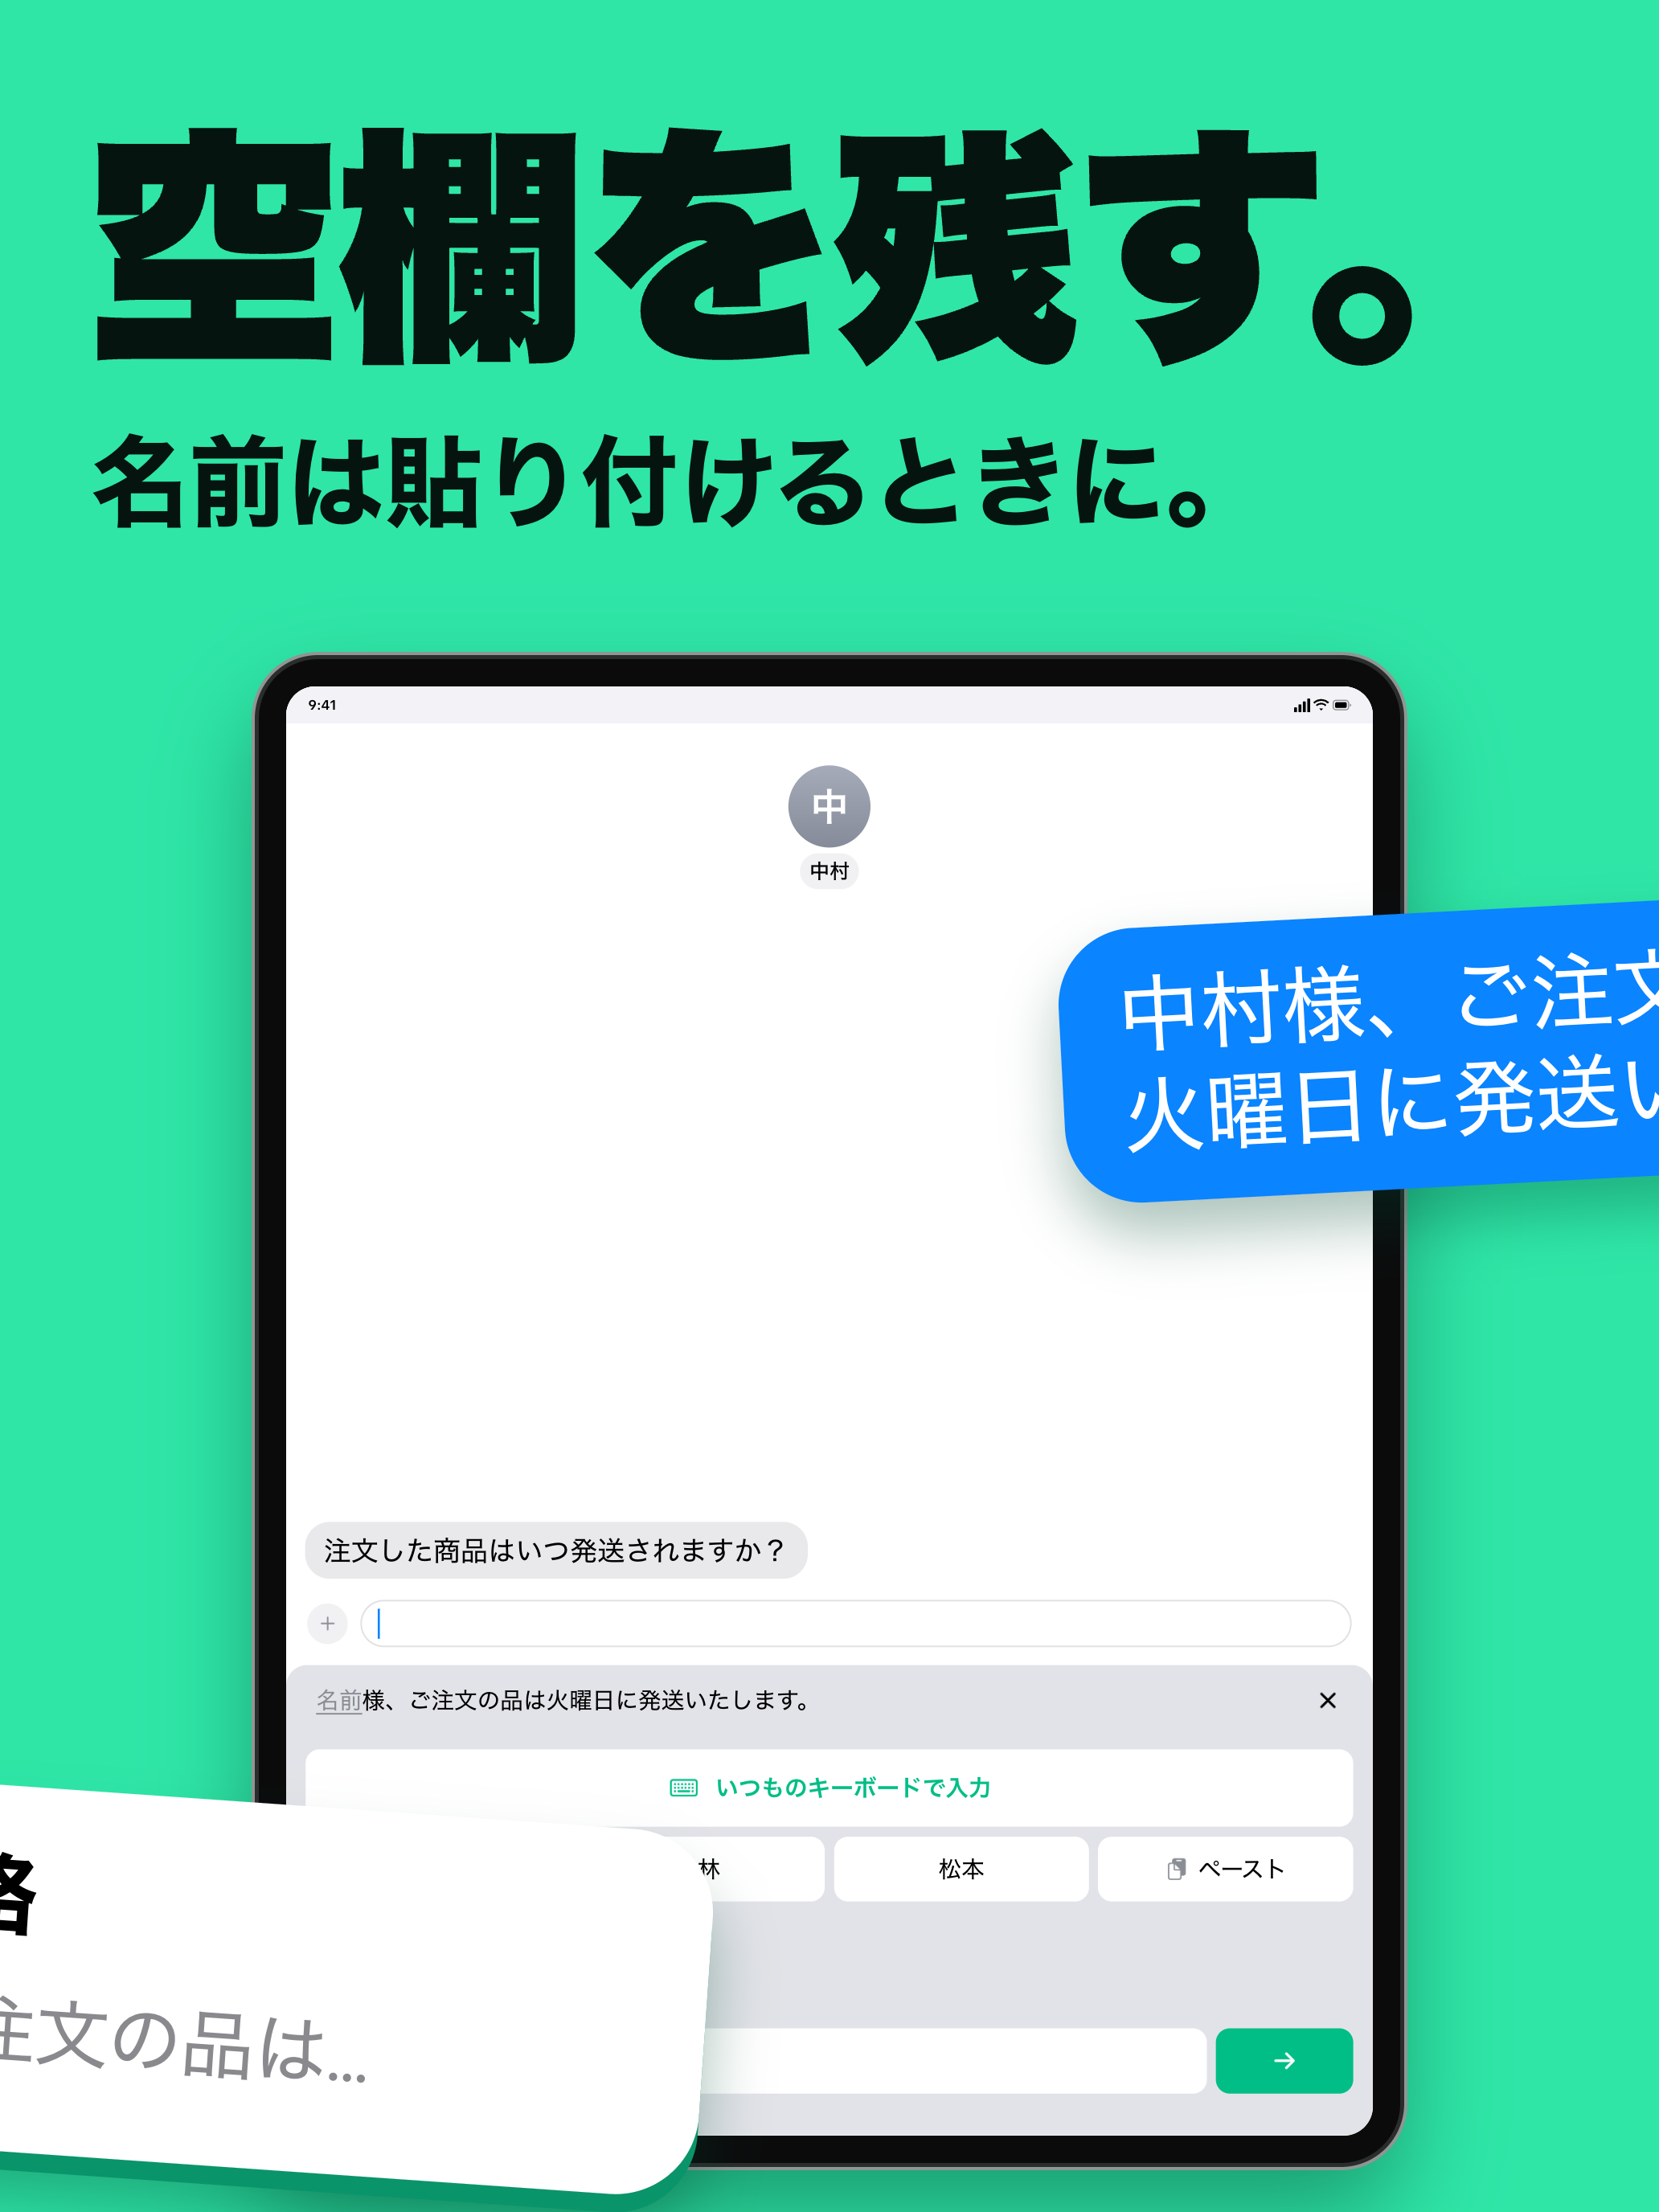 空欄を残す。
名前は貼り付けるときに。
9:41
中
中村
中村様、ご注文
火曜日に発送い
注文した商品はいつ発送されますか？
名前様、ご注文の品は火曜日に発送いたします。
いつものキーボードで入力
林
松本
ペースト
注文の品は...